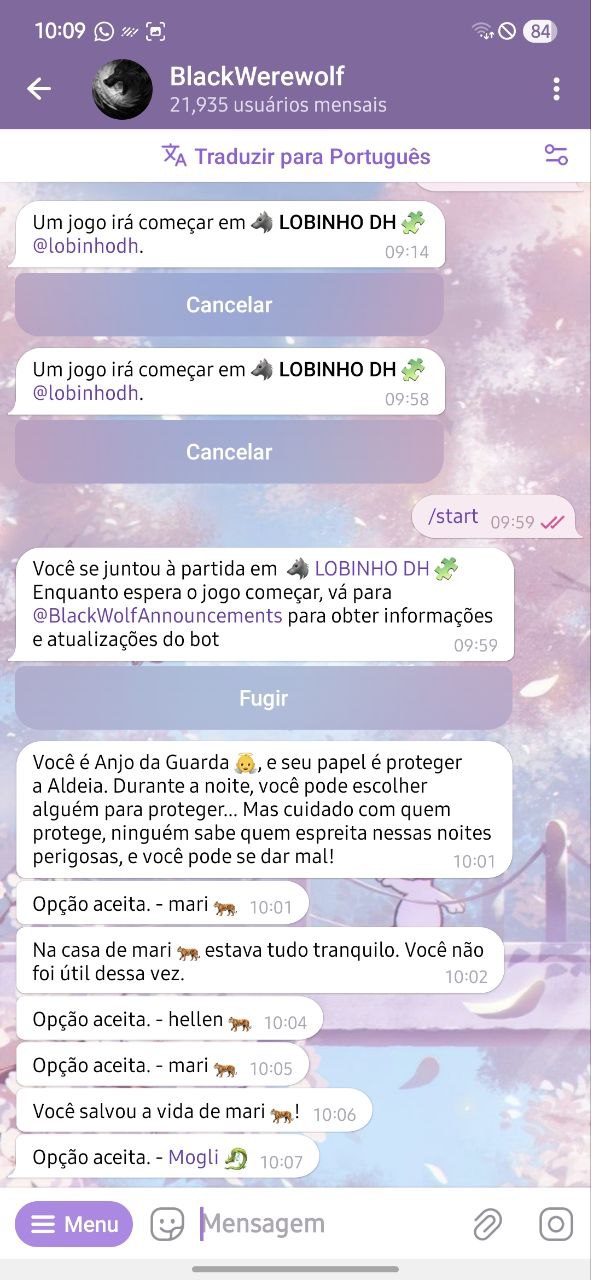 10:09
84
BlackWerewolf
21,935 usuários mensais
Traduzir para Português
Um jogo irá começar em 🐺 LOBINHO DH 🧩
@lobinhodh.
09:14
Cancelar
Um jogo irá começar em 🐺 LOBINHO DH 🧩
@lobinhodh.
09:58
Cancelar
/start 09:59
Você se juntou à partida em 🐺 LOBINHO DH 🧩
Enquanto espera o jogo começar, vá para
@BlackWolfAnnouncements para obter informações
e atualizações do bot
09:59
Fugir
Você é Anjo da Guarda 👼, e seu papel é proteger
a Aldeia. Durante a noite, você pode escolher
alguém para proteger... Mas cuidado com quem
protege, ninguém sabe quem espreita nessas noites
perigosas, e você pode se dar mal!
10:01
Opção aceita. - mari 🐅 10:01
Na casa de mari 🐅 estava tudo tranquilo. Você não
foi útil dessa vez.
10:02
Opção aceita. - hellen 🐅 10:04
Opção aceita. - mari 🐅 10:05
Você salvou a vida de mari 🐅! 10:06
Opção aceita. - Mogli 🐉 10:07
Menu
Mensagem